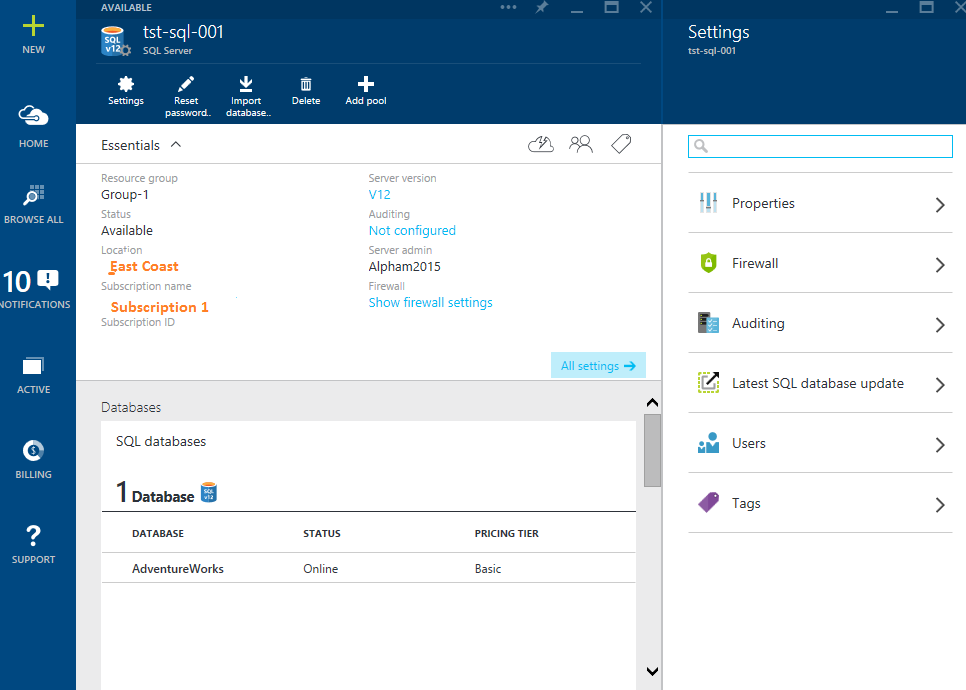 NEW
HOME
BROWSE ALL
10
NOTIFICATIONS
ACTIVE
BILLING
SUPPORT
AVAILABLE
SQL
v12
tst-sql-001
SQL Server
Settings
Reset
password..
Import
database..
Delete
Add pool
Essentials
Resource group
Group-1
Status
Available
Location
East Coast
Subscription name
Subscription 1
Subscription ID
Server version
V12
Auditing
Not configured
Server admin
Alpham2015
Firewall
Show firewall settings
All settings
Databases
SQL databases
1 Database
SQL
v12
DATABASE STATUS PRICING TIER
AdventureWorks Online Basic
Settings
tst-sql-001
Properties
Firewall
Auditing
Latest SQL database update
Users
Tags